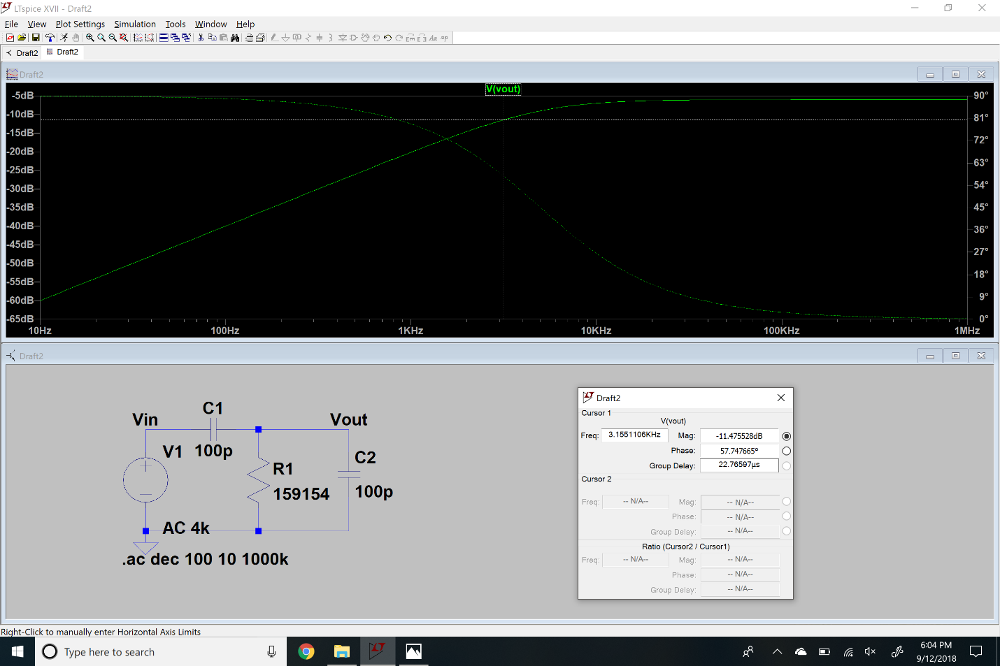 LTspice XVII - Draft2
File View Plot Settings Simulation Tools Window Help
Draft2 Draft2
Draft2
V(vout)
-5dB 90°
-10dB 81°
-15dB 72°
-20dB 63°
-25dB 54°
-30dB
-35dB 45°
-40dB 36°
-45dB 27°
-50dB
-55dB 18°
-60dB 9°
-65dB 0°
10Hz 100Hz 1KHz 10KHz 100KHz 1MHz
Draft2
C1
Vin Vout
V1 100p
C2
R1
159154 100p
AC 4k
.ac dec 100 10 1000k
Draft2
Cursor 1
V(vout)
Freq: 3.1551106KHz Mag: -11.475528dB
Phase: 57.747665°
Group Delay: 22.76597µs
Cursor 2
Freq: -- N/A-- Mag: -- N/A--
Phase: -- N/A--
Group Delay: -- N/A--
Ratio (Cursor2 / Cursor1)
Freq: -- N/A-- Mag: -- N/A--
Phase: -- N/A--
Group Delay: -- N/A--
Right-Click to manually enter Horizontal Axis Limits
Type here to search
6:04 PM
9/12/2018